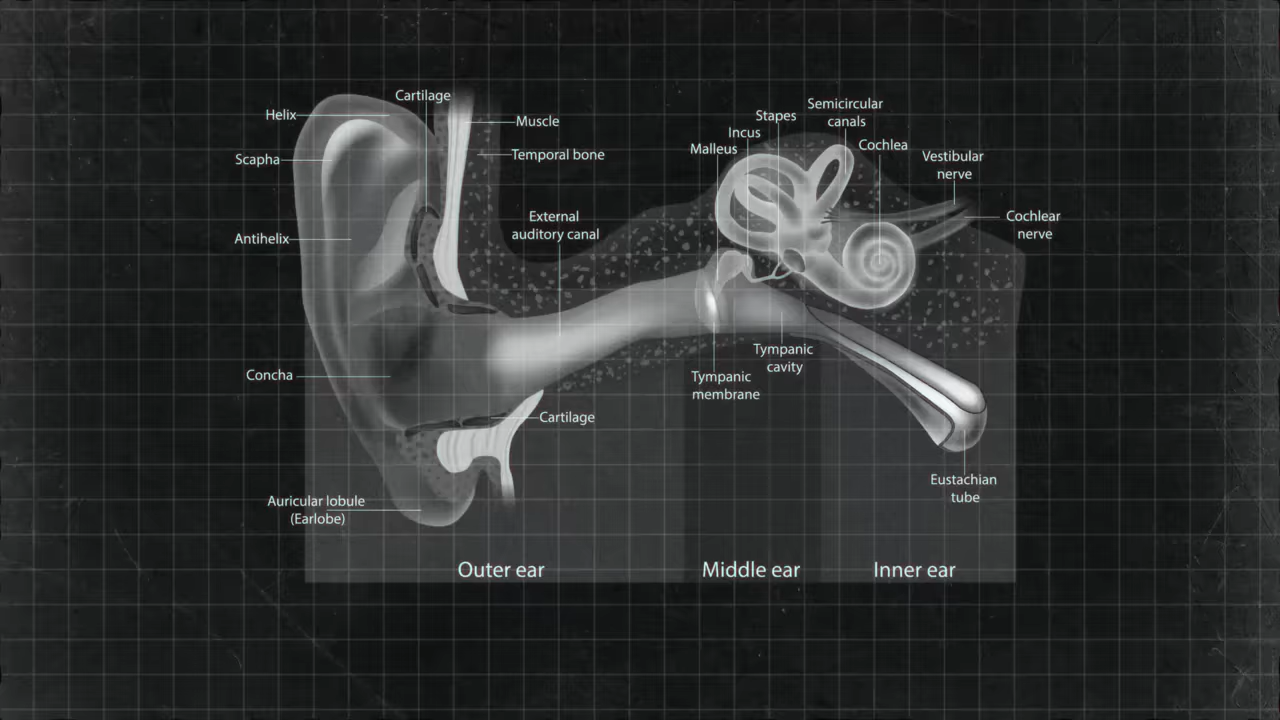 Cartilage
Helix
Muscle
Scapha
Temporal bone
External
auditory canal
Antihelix
Concha
Cartilage
Auricular lobule
(Earlobe)
Malleus
Incus
Stapes
Semicircular
canals
Cochlea
Vestibular
nerve
Cochlear
nerve
Tympanic
cavity
Tympanic
membrane
Eustachian
tube
Outer ear
Middle ear
Inner ear